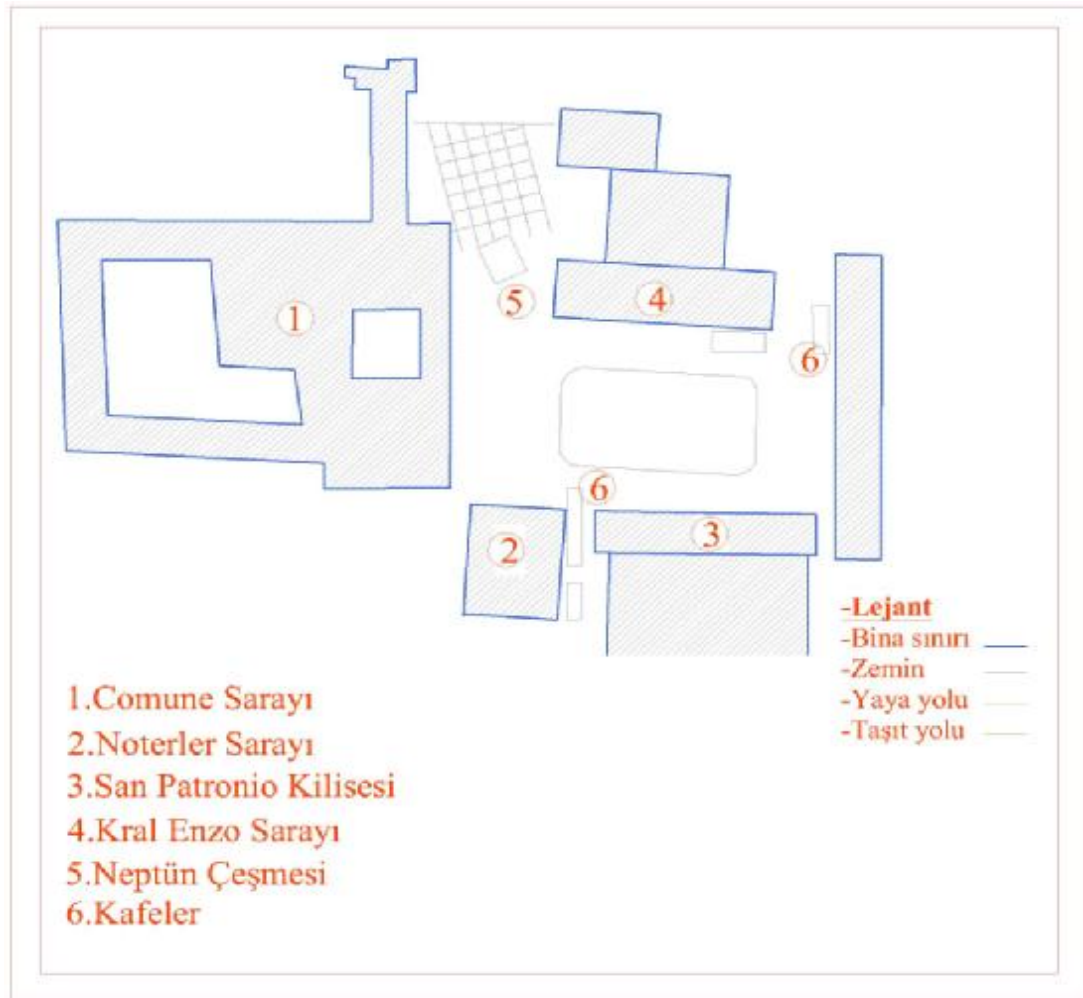 1
5
4
6
6
2
3
-Lejant
-Bina sınırı
-Zemin
-Yaya yolu
-Taşıt yolu
1.Comune Sarayı
2.Noterler Sarayı
3.San Patronio Kilisesi
4.Kral Enzo Sarayı
5.Neptün Çeşmesi
6.Kafeler